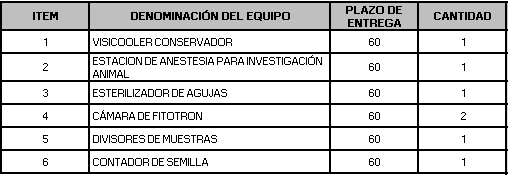 ITEM DENOMINACIÓN DEL EQUIPO PLAZO DE ENTREGA CANTIDAD
1 VISICOOLER CONSERVADOR 60 1
2 ESTACION DE ANESTESIA PARA INVESTIGACIÓN ANIMAL 60 1
3 ESTERILIZADOR DE AGUJAS 60 1
4 CÁMARA DE FITOTRON 60 2
5 DIVISORES DE MUESTRAS 60 1
6 CONTADOR DE SEMILLA 60 1